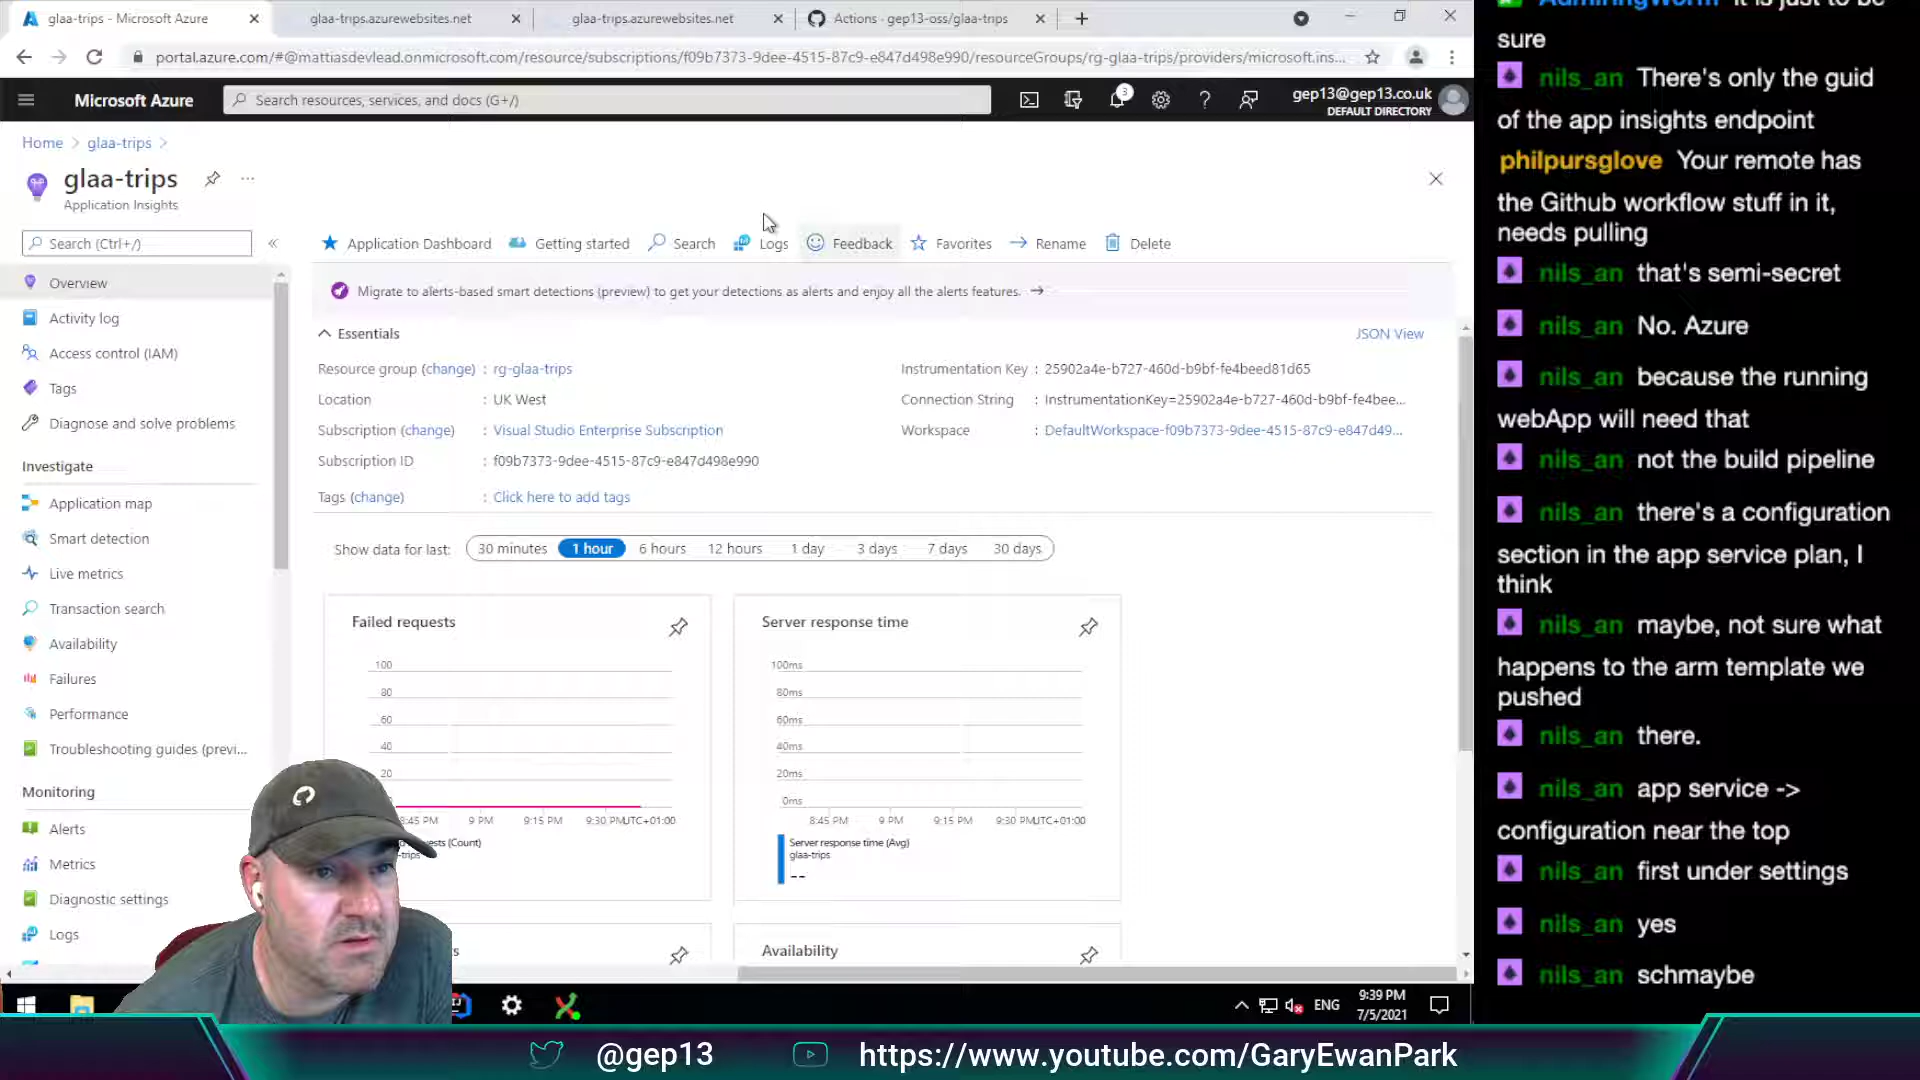 glaa-trips - Microsoft Azure
glaa-trips.azurewebsites.net
glaa-trips.azurewebsites.net
Actions · gep13-oss/glaa-trips
portal.azure.com/#@mattiasdevlead.onmicrosoft.com/resource/subscriptions/f09b7373-9dee-4515-87c9-e847d498e990/resourceGroups/rg-glaa-trips/providers/microsoft.ins...
Microsoft Azure
Search resources, services, and docs (G+/)
3
gep13@gep13.co.uk
DEFAULT DIRECTORY
Home > glaa-trips >
glaa-trips
Application Insights
Search (Ctrl+/)
Application Dashboard
Getting started
Search
Logs
Feedback
Favorites
Rename
Delete
Overview
Activity log
Access control (IAM)
Tags
Diagnose and solve problems
Investigate
Application map
Smart detection
Live metrics
Transaction search
Availability
Failures
Performance
Troubleshooting guides (previ...
Monitoring
Alerts
Metrics
Diagnostic settings
Logs
Migrate to alerts-based smart detections (preview) to get your detections as alerts and enjoy all the alerts features.
Essentials
JSON View
Resource group (change) : rg-glaa-trips
Location : UK West
Subscription (change) : Visual Studio Enterprise Subscription
Subscription ID : f09b7373-9dee-4515-87c9-e847d498e990
Tags (change) : Click here to add tags
Instrumentation Key : 25902a4e-b727-460d-b9bf-fe4beed81d65
Connection String : InstrumentationKey=25902a4e-b727-460d-b9bf-fe4bee...
Workspace : DefaultWorkspace-f09b7373-9dee-4515-87c9-e847d49...
Show data for last:
30 minutes
1 hour
6 hours
12 hours
1 day
3 days
7 days
30 days
Failed requests
100
80
60
40
20
8:45 PM 9 PM 9:15 PM 9:30 PM UTC+01:00
(Count)
-trips
Server response time
100ms
80ms
60ms
40ms
20ms
0ms
8:45 PM 9 PM 9:15 PM 9:30 PM UTC+01:00
Server response time (Avg)
glaa-trips
--
Availability
ENG
9:39 PM
7/5/2021
AdmiringWorm It is just to be
sure
nils_an There's only the guid
of the app insights endpoint
philpursglove Your remote has
the Github workflow stuff in it,
needs pulling
nils_an that's semi-secret
nils_an No. Azure
nils_an because the running
webApp will need that
nils_an not the build pipeline
nils_an there's a configuration
section in the app service plan, I
think
nils_an maybe, not sure what
happens to the arm template we
pushed
nils_an there.
nils_an app service ->
configuration near the top
nils_an first under settings
nils_an yes
nils_an schmaybe
@gep13
https://www.youtube.com/GaryEwanPark